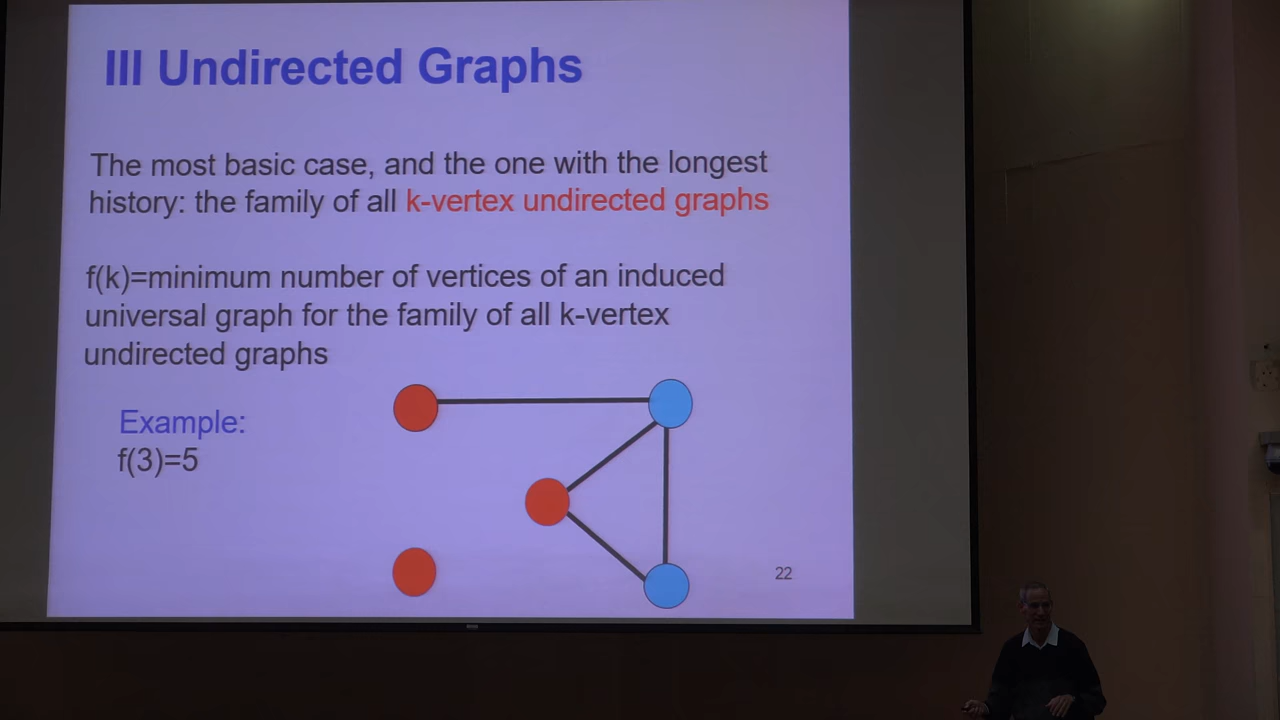 III Undirected Graphs
The most basic case, and the one with the longest
history: the family of all k-vertex undirected graphs
f(k)=minimum number of vertices of an induced
universal graph for the family of all k-vertex
undirected graphs
Example:
f(3)=5
22